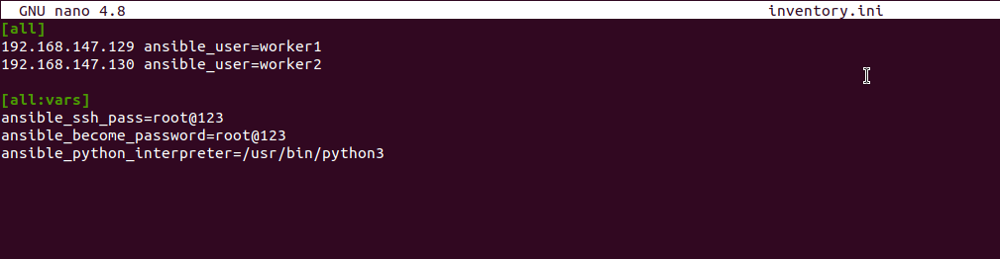 GNU nano 4.8 inventory.ini
[all]
192.168.147.129 ansible_user=worker1
192.168.147.130 ansible_user=worker2
[all:vars]
ansible_ssh_pass=root@123
ansible_become_password=root@123
ansible_python_interpreter=/usr/bin/python3